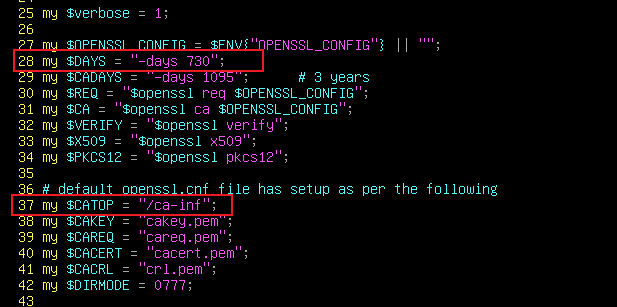 25 my $verbose = 1;
26
27 my $OPENSSL_CONFIG = $ENV{"OPENSSL_CONFIG"} || "";
28 my $DAYS = "-days 730";
29 my $CADAYS = "-days 1095"; # 3 years
30 my $REQ = "$openssl req $OPENSSL_CONFIG";
31 my $CA = "$openssl ca $OPENSSL_CONFIG";
32 my $VERIFY = "$openssl verify";
33 my $X509 = "$openssl x509";
34 my $PKCS12 = "$openssl pkcs12";
35
36 # default openssl.cnf file has setup as per the following
37 my $CATOP = "/ca-inf";
38 my $CAKEY = "cakey.pem";
39 my $CAREQ = "careq.pem";
40 my $CACERT = "cacert.pem";
41 my $CACRL = "crl.pem";
42 my $DIRMODE = 0777;
43